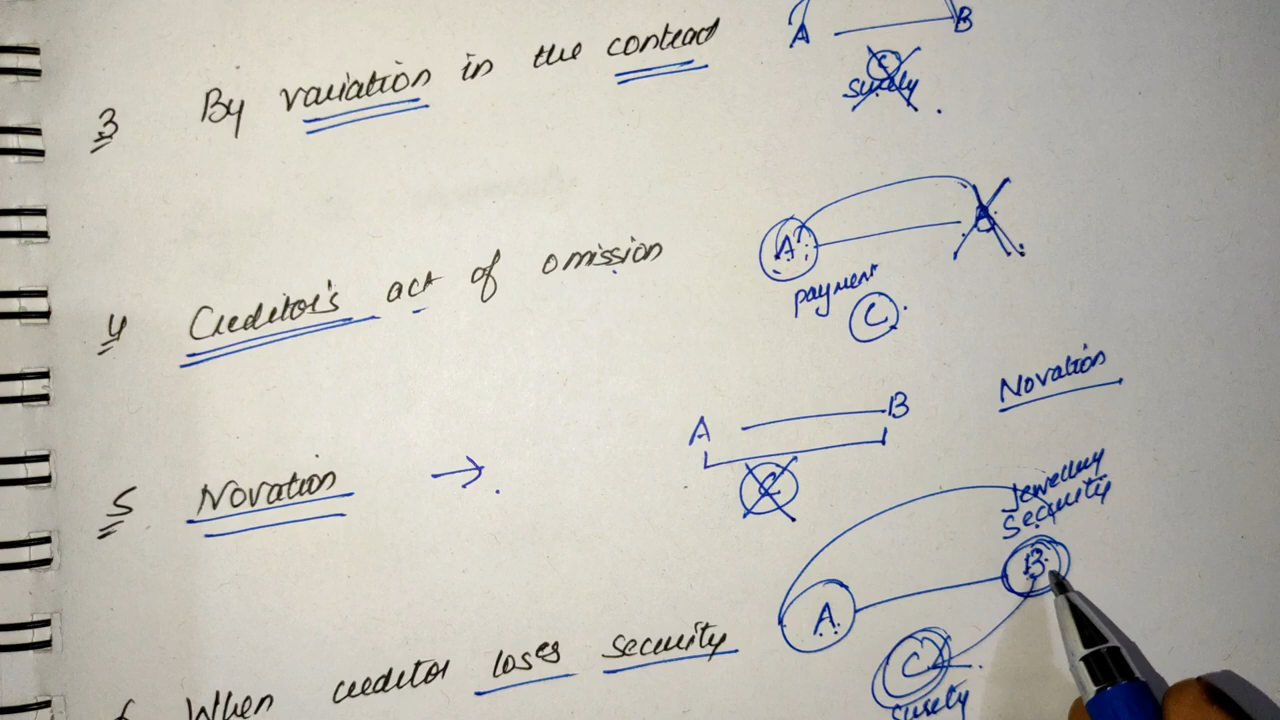 3 By variation in the contract
A B
C
surety
4 Creditor's act of omission
A B
payment
C
5 Novation →
A B
C
Novation
Jewellery
Security
A B
C
surety
6 When creditor loses security